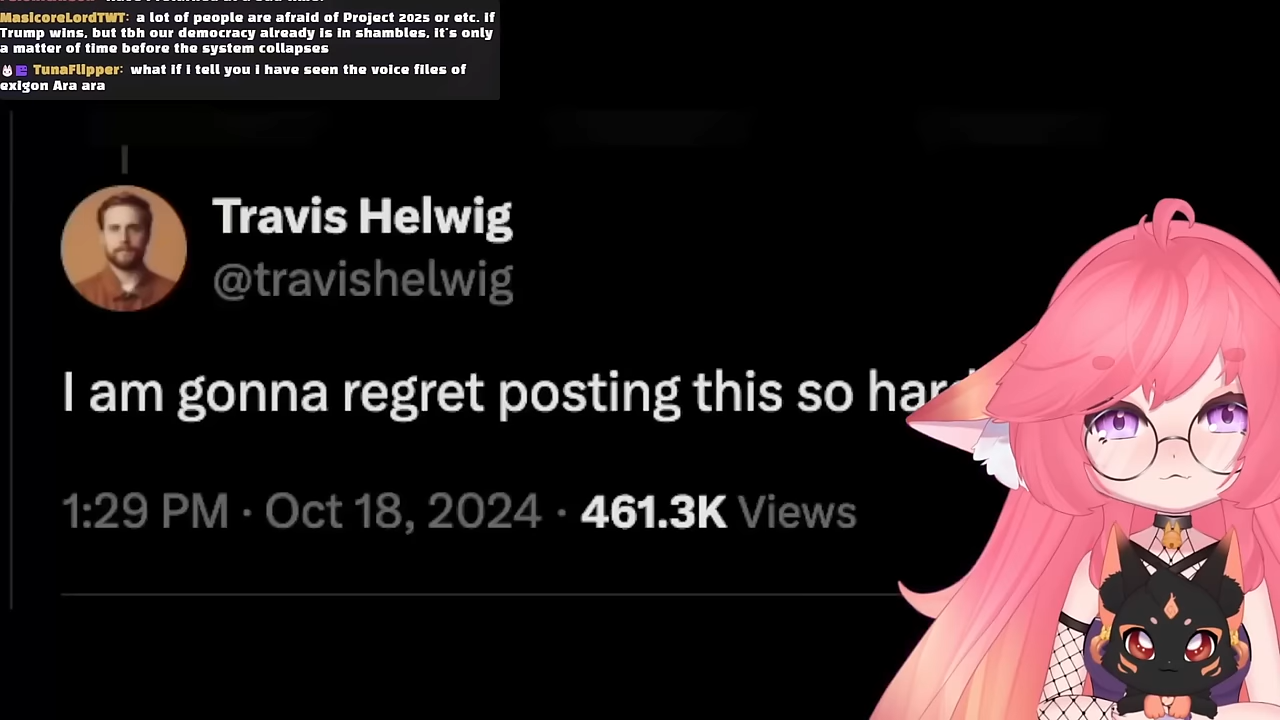 MasicoreLordTWT: a lot of people are afraid of Project 2025 or etc. if
Trump wins, but tbh our democracy already is in shambles, it's only
a matter of time before the system collapses
TunaFlipper: what if I tell you I have seen the voice files of
exigon Ara ara
Travis Helwig
@travishelwig
I am gonna regret posting this so hard
1:29 PM · Oct 18, 2024 · 461.3K Views